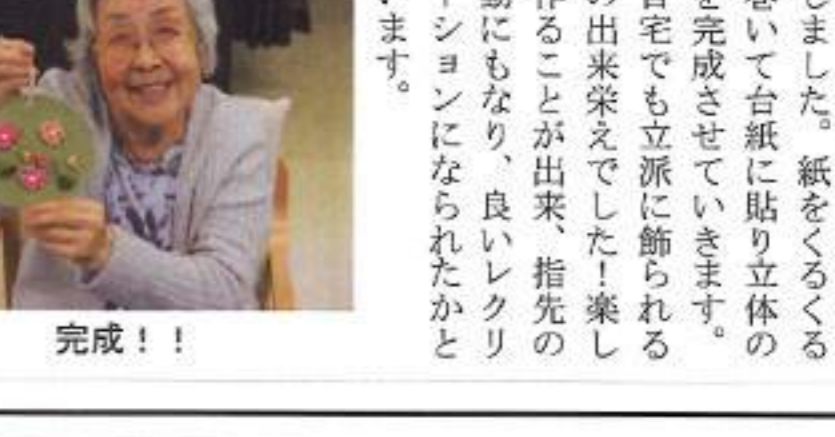 しました。紙をくるくる
巻いて台紙に貼り立体の
を完成させていきます。
自宅でも立派に飾られる
の出来栄えでした！楽し
作ることが出来、指先の
動にもなり、良いレクリ
ーションになられたかと
います。
完成！！